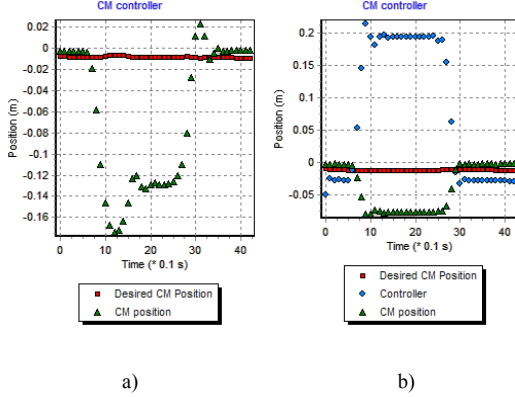 a)
CM controller
Position (m)
0.02
0
-0.02
-0.04
-0.06
-0.08
-0.1
-0.12
-0.14
-0.16
0 10 20 30 40
Time (* 0.1 s)
Desired CM Position
CM position
b)
CM controller
Position (m)
0.2
0.15
0.1
0.05
0
-0.05
0 10 20 30 40
Time (* 0.1 s)
Desired CM Position
Controller
CM position
a)
b)